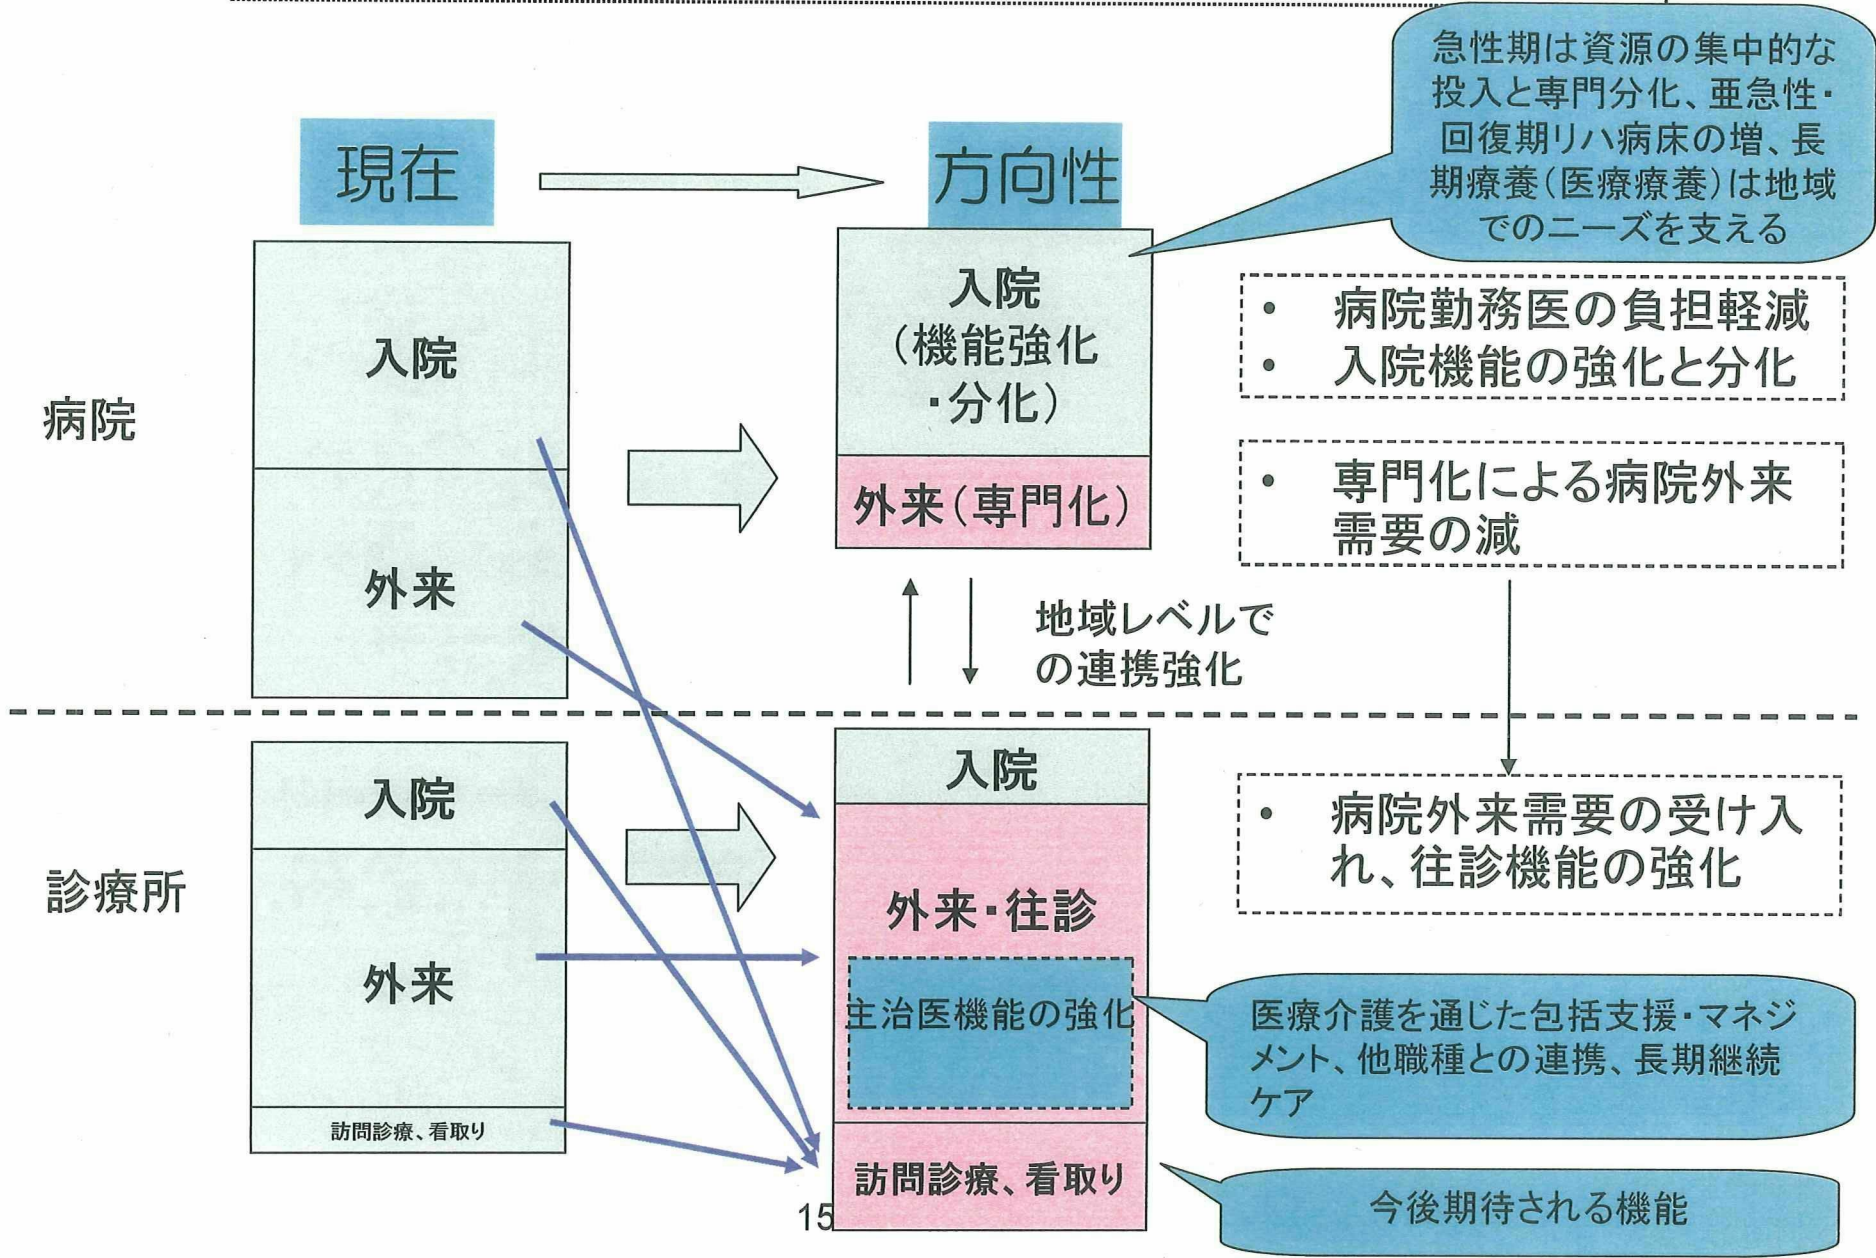 急性期は資源の集中的な
投入と専門分化、亜急性・
回復期リハ病床の増、長
期療養(医療療養)は地域
でのニーズを支える
現在
方向性
病院
入院
外来
入院
(機能強化
・分化)
外来(専門化)
• 病院勤務医の負担軽減
• 入院機能の強化と分化
• 専門化による病院外来
需要の減
地域レベルで
の連携強化
診療所
入院
外来
訪問診療、看取り
入院
外来・往診
主治医機能の強化
訪問診療、看取り
• 病院外来需要の受け入
れ、往診機能の強化
医療介護を通じた包括支援・マネジ
メント、他職種との連携、長期継続
ケア
今後期待される機能
15